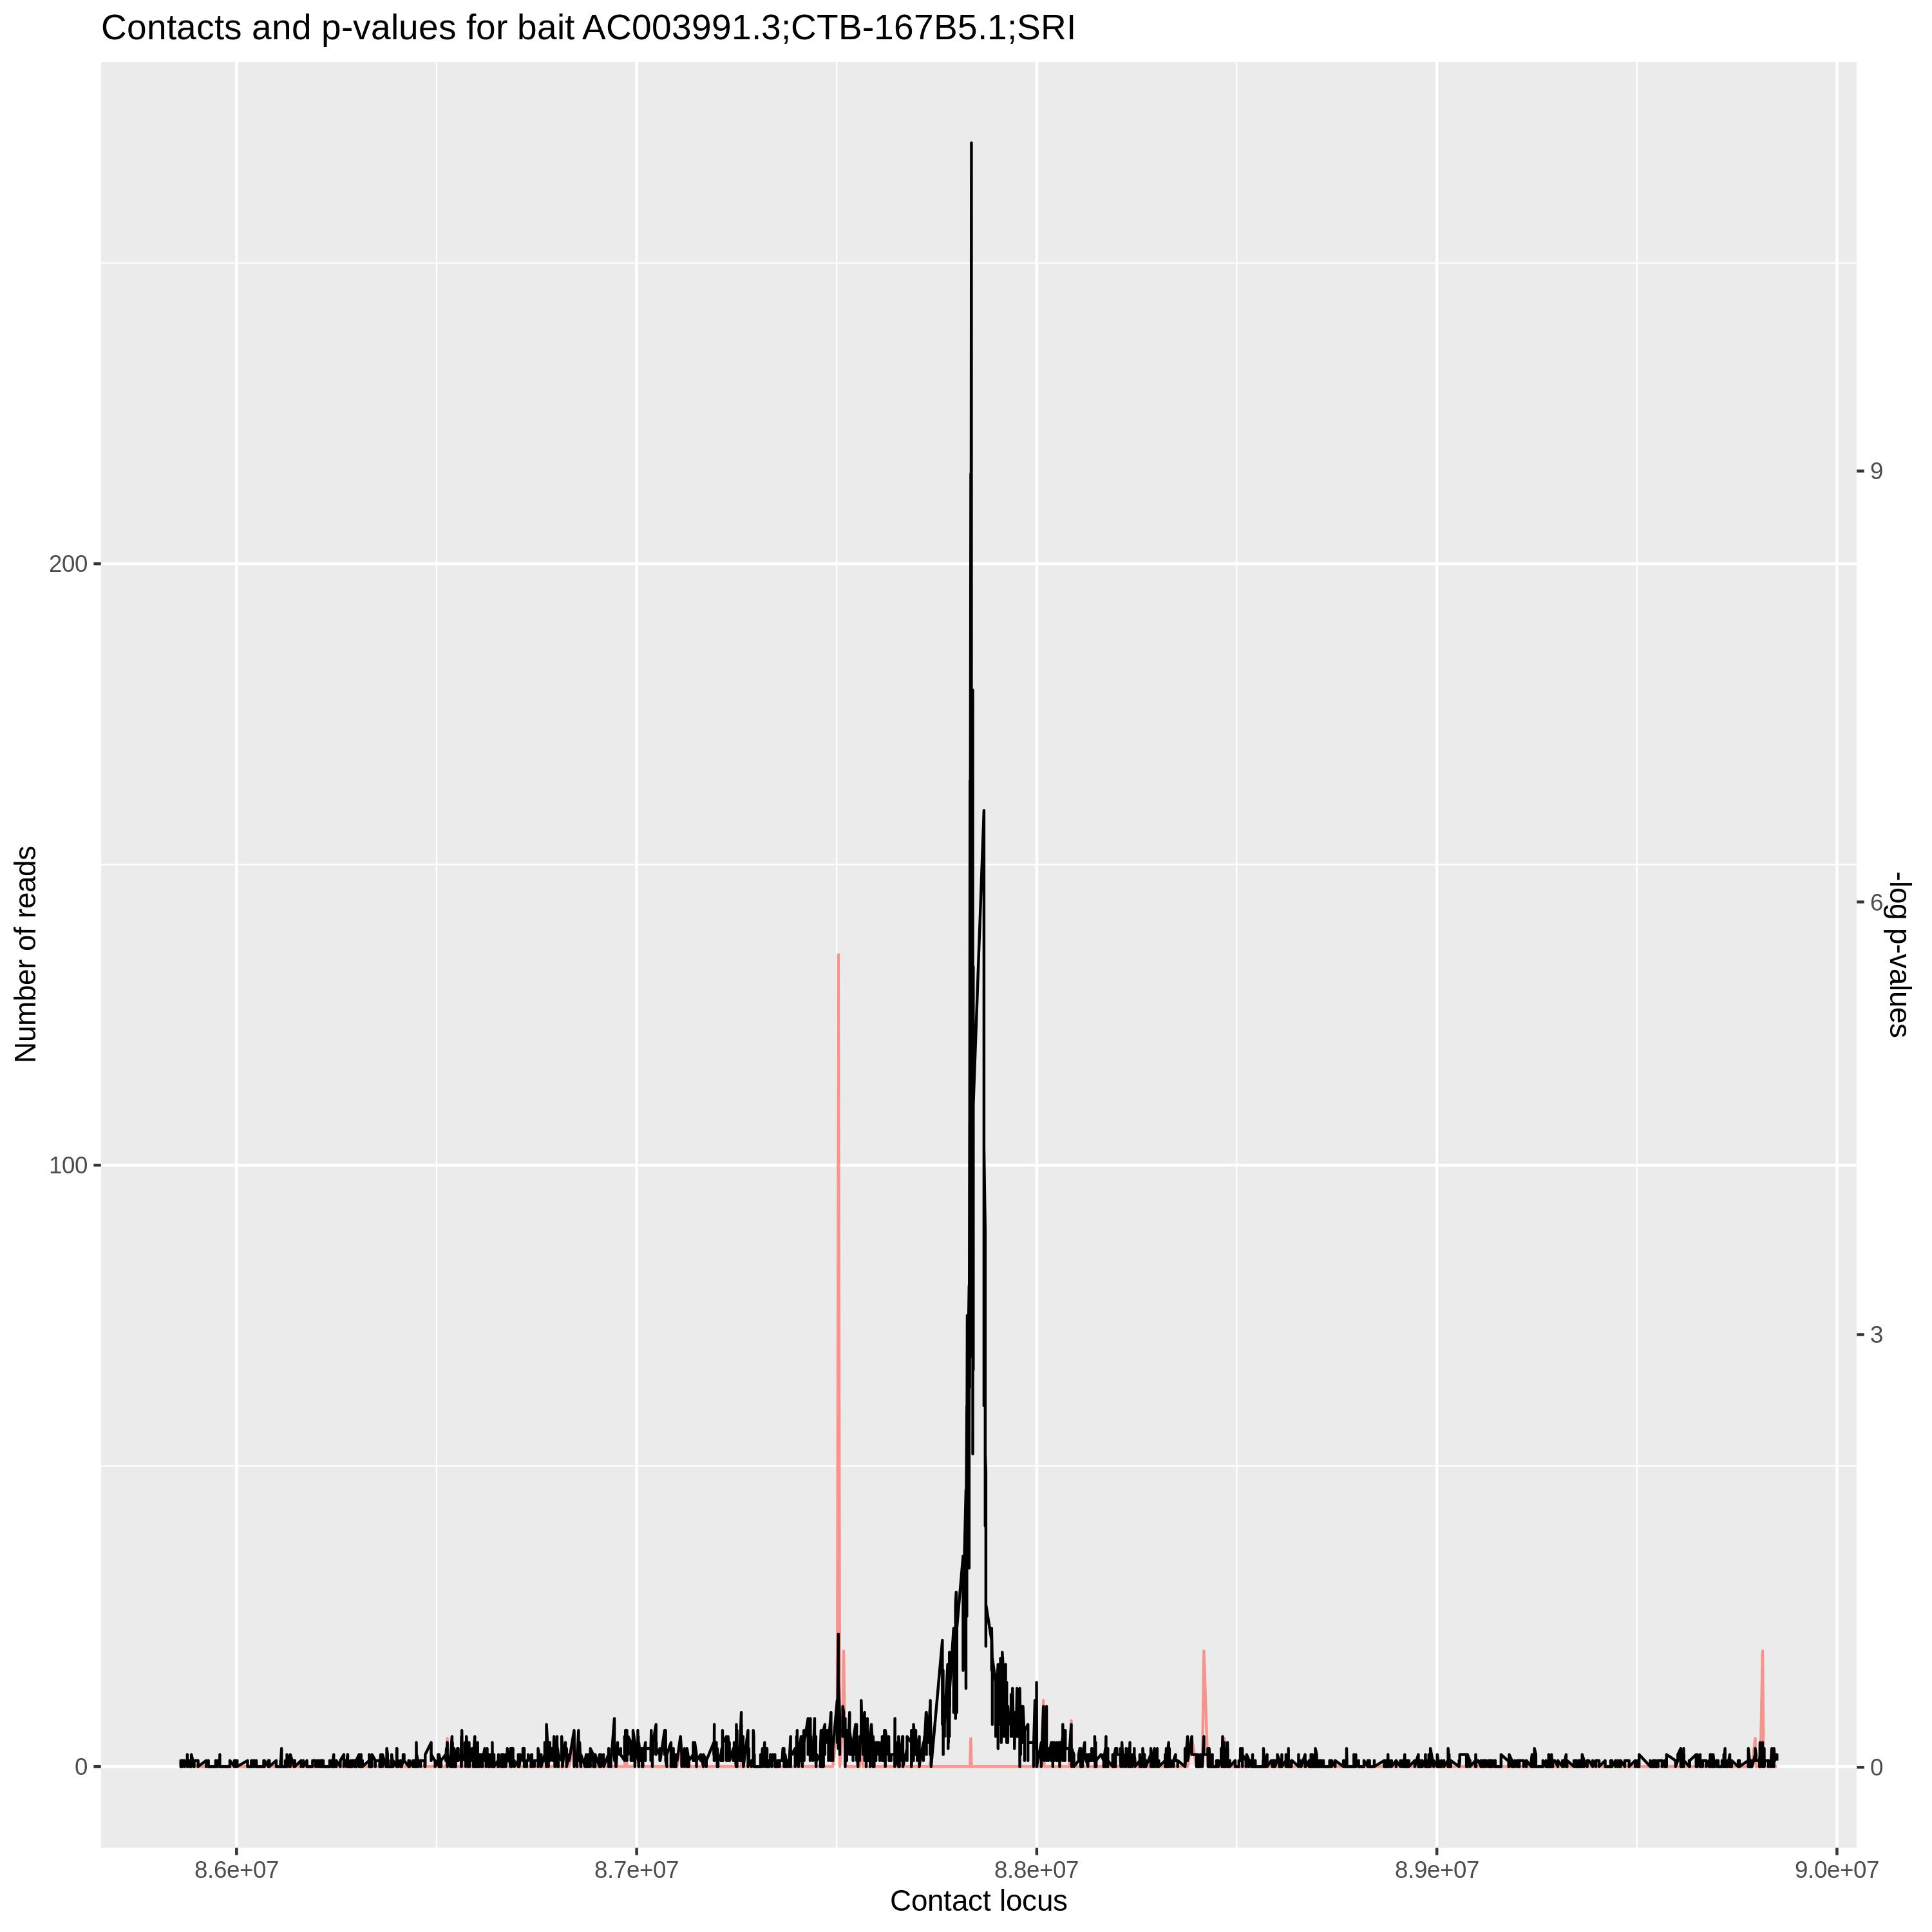 Contacts and p-values for bait AC003991.3;CTB-167B5.1;SRI
Number of reads
200
100
0
9
6
3
0
-log p-values
8.6e+07
8.7e+07
8.8e+07
8.9e+07
9.0e+07
Contact locus